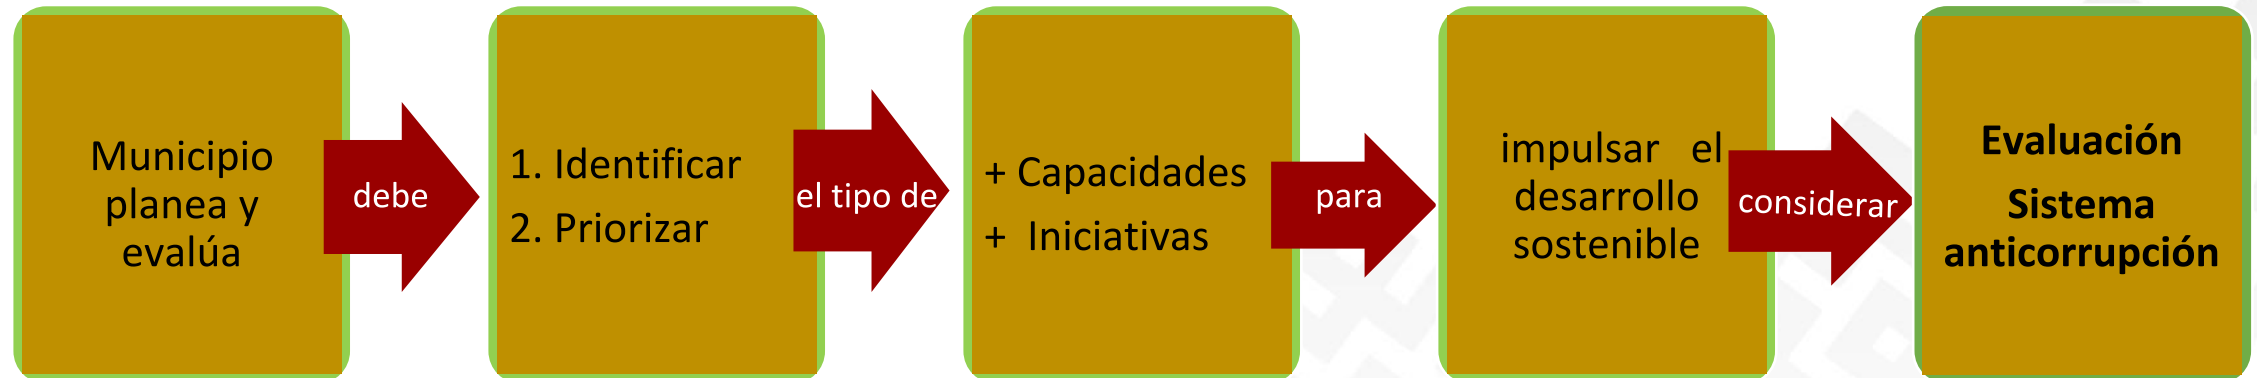 Municipio
planea y
evalúa
debe
1. Identificar
2. Priorizar
el tipo de
+ Capacidades
+ Iniciativas
para
impulsar el
desarrollo
sostenible
considerar
Evaluación
Sistema
anticorrupción